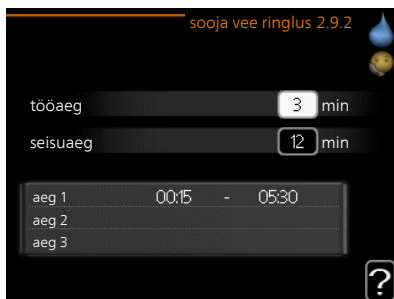 sooja vee ringlus 2.9.2
tööaeg 3 min
seisuaeg 12 min
aeg 1 00:15 - 05:30
aeg 2
aeg 3
?